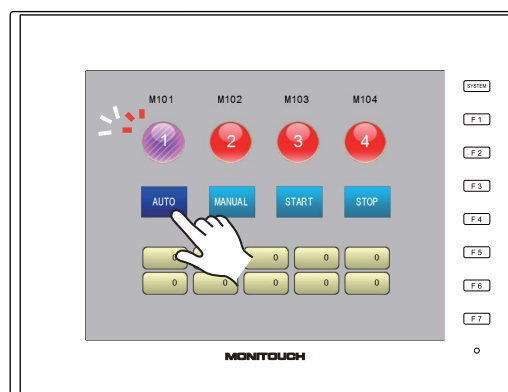 M101 M102 M103 M104
SYSTEM
1 2 3 4
F1
F2
AUTO MANUAL START STOP
F3
F4
0 0 0 0
F5
0 0 0 0 0
F6
F7
MONITOUCH